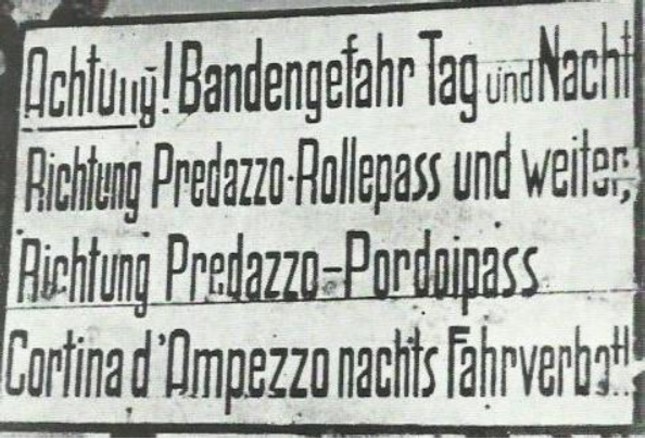 Achtung! Bandengefahr Tag und Nacht
Richtung Predazzo-Rollepass und weiter,
Richtung Predazzo-Pordoipass
Cortina d'Ampezzo nachts Fahrverbot!